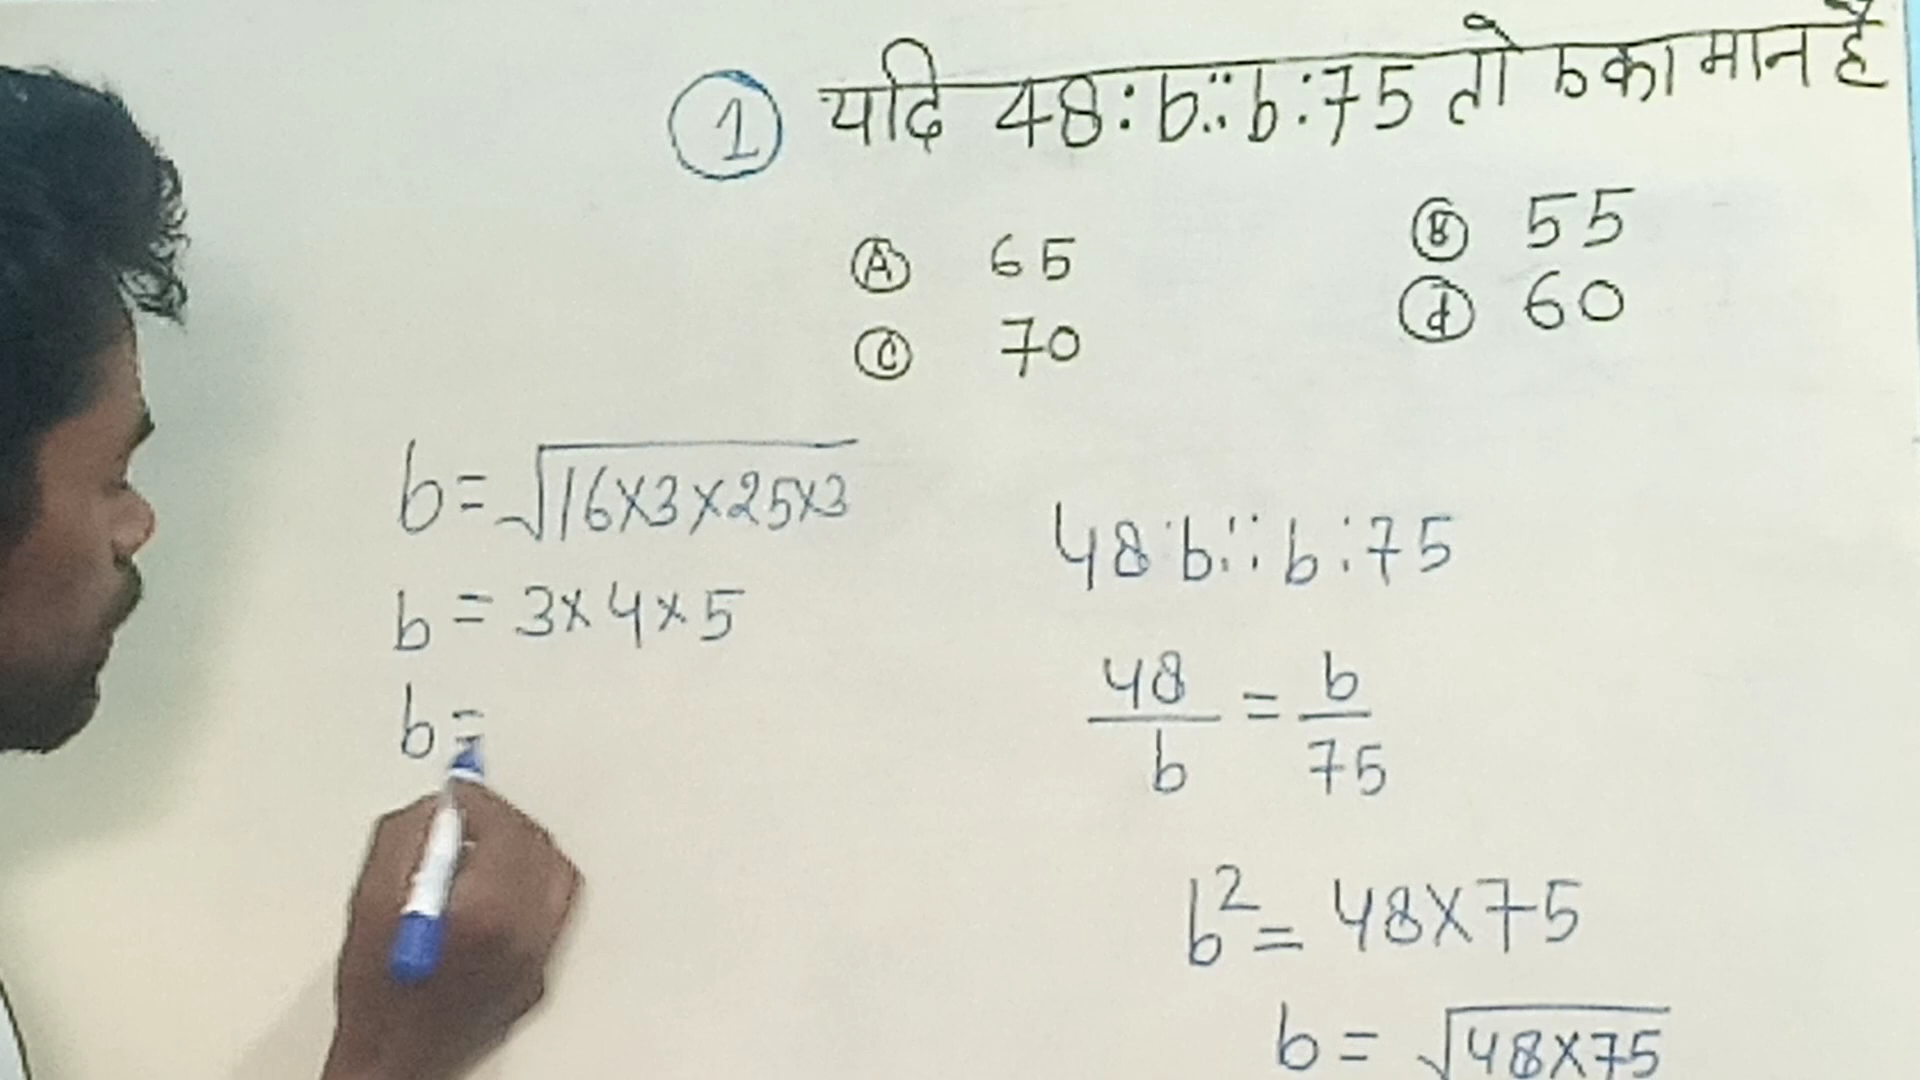 ① यदि 48:b::b:75 तो b का मान है
Ⓐ 65
Ⓑ 55
Ⓒ 70
ⓓ 60
48:b::b:75
48/b = b/75
b² = 48×75
b = √48×75
b = √16×3×25×3
b = 3×4×5
b =